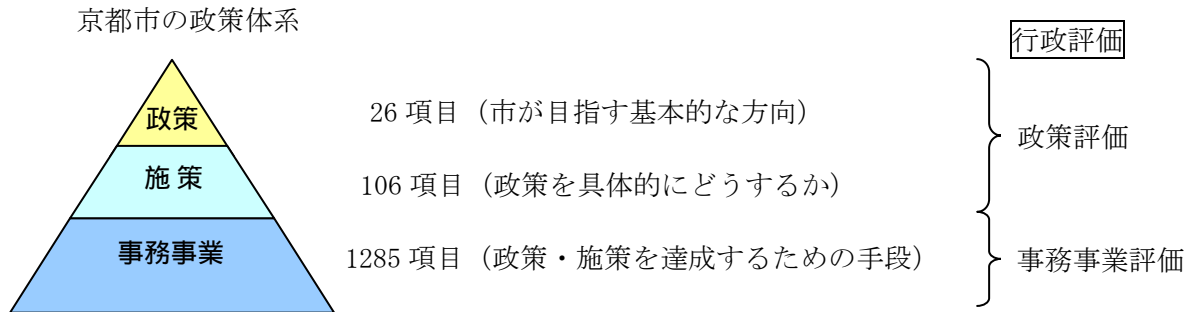 京都市の政策体系
行政評価
政策
26 項目（市が目指す基本的な方向）
政策評価
施 策
106 項目（政策を具体的にどうするか）
事務事業
1285 項目（政策・施策を達成するための手段）
事務事業評価